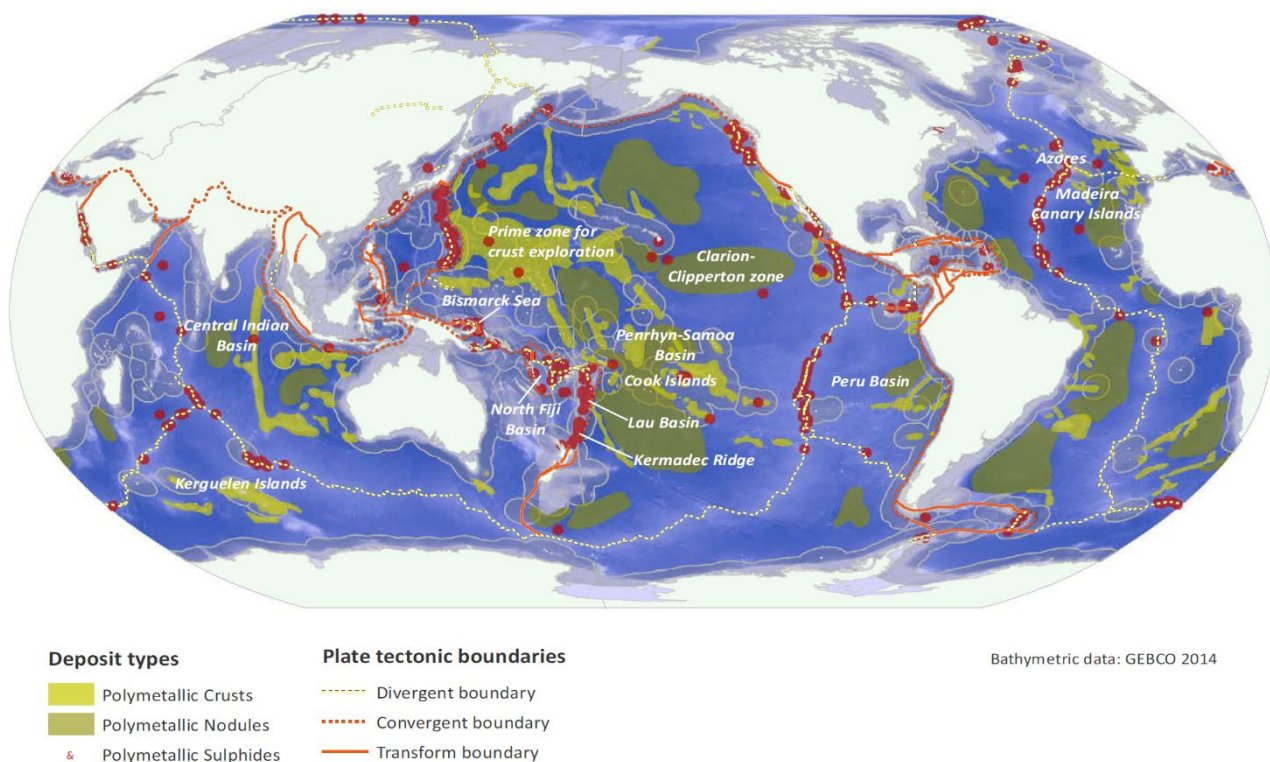 Azores
Madeira
Canary Islands
Prime zone for
crust exploration
Clarion-
Clipperton zone
Bismarck Sea
Central Indian
Basin
Penrhyn-Samoa
Basin
Cook Islands
Peru Basin
North Fiji
Basin
Lau Basin
Kermadec Ridge
Kerguelen Islands
Deposit types
Polymetallic Crusts
Polymetallic Nodules
& Polymetallic Sulphides
Plate tectonic boundaries
Divergent boundary
Convergent boundary
Transform boundary
Bathymetric data: GEBCO 2014